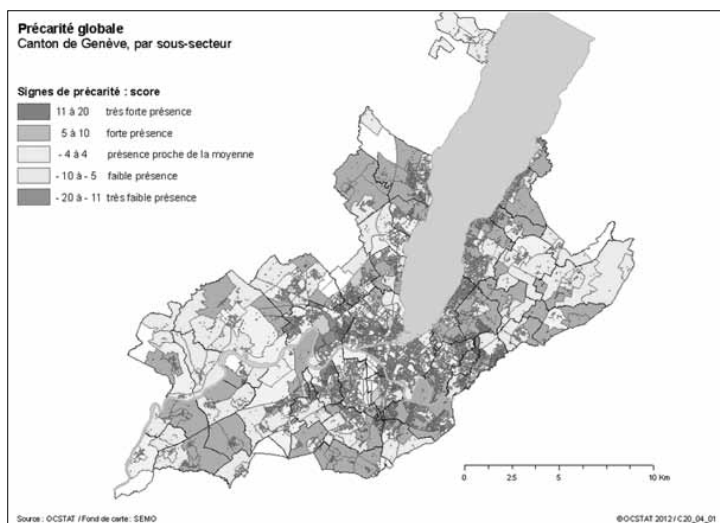 Précarité globale
Canton de Genève, par sous-secteur
Signes de précarité : score
11 à 20 très forte présence
5 à 10 forte présence
- 4 à 4 présence proche de la moyenne
- 10 à - 5 faible présence
- 20 à - 11 très faible présence
0 2.5 5 10 Km
Source : OCSTAT / Fond de carte : SEMO
©OCSTAT 2012 / C20_04_01